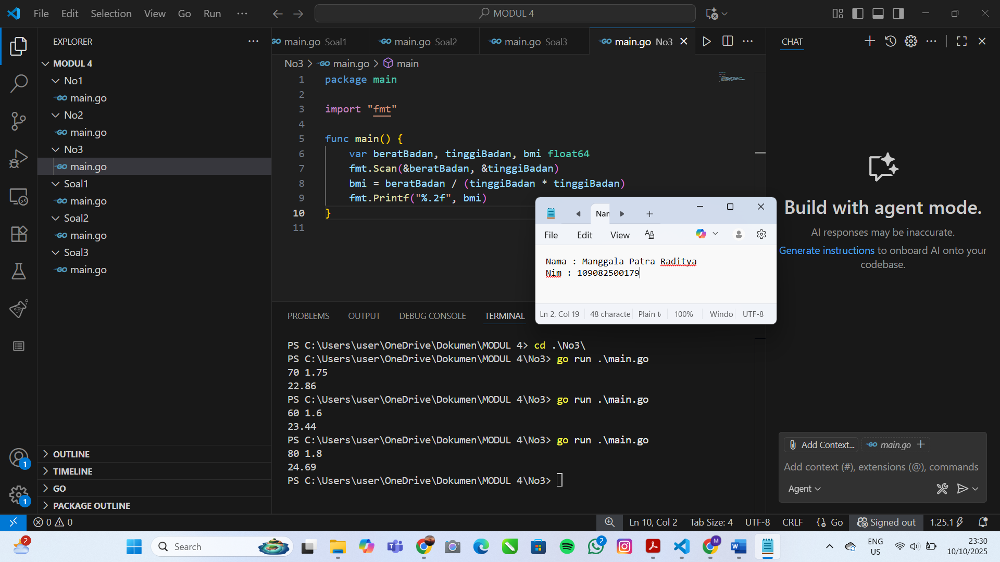 File Edit Selection View Go Run ···
MODUL 4
EXPLORER
MODUL 4
No1
main.go
No2
main.go
No3
main.go
Soal1
main.go
Soal2
main.go
Soal3
main.go
OUTLINE
TIMELINE
GO
PACKAGE OUTLINE
main.go Soal1
main.go Soal2
main.go Soal3
main.go No3
No3 > main.go > main
1 package main
2
3 import "fmt"
4
5 func main() {
6 var beratBadan, tinggiBadan, bmi float64
7 fmt.Scan(&beratBadan, &tinggiBadan)
8 bmi = beratBadan / (tinggiBadan * tinggiBadan)
9 fmt.Printf("%.2f", bmi)
10 }
11
Nan
File Edit View
Nama : Manggala Patra Raditya
Nim : 109082500179
Ln 2, Col 19 48 characte Plain t 100% Windo UTF-8
PROBLEMS OUTPUT DEBUG CONSOLE TERMINAL
PS C:\Users\user\OneDrive\Dokumen\MODUL 4> cd .\No3\
PS C:\Users\user\OneDrive\Dokumen\MODUL 4\No3> go run .\main.go
70 1.75
22.86
PS C:\Users\user\OneDrive\Dokumen\MODUL 4\No3> go run .\main.go
60 1.6
23.44
PS C:\Users\user\OneDrive\Dokumen\MODUL 4\No3> go run .\main.go
80 1.8
24.69
PS C:\Users\user\OneDrive\Dokumen\MODUL 4\No3>
CHAT
Build with agent mode.
AI responses may be inaccurate.
Generate instructions to onboard AI onto your
codebase.
Add Context... main.go +
Add context (#), extensions (@), commands
Agent
1
1
0 0
Ln 10, Col 2 Tab Size: 4 UTF-8 CRLF {} Go Signed out 1.25.1
2
Search
2
M
ENG
US
23:30
10/10/2025